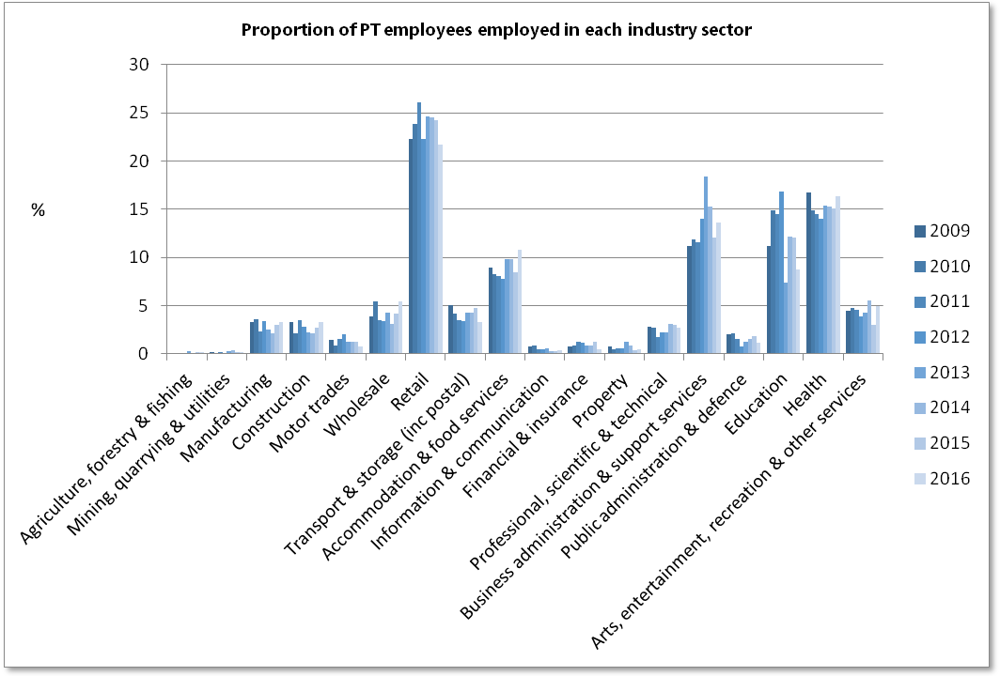 Proportion of PT employees employed in each industry sector
30
25
20
15
10
5
0
%
Agriculture, forestry & fishing
Mining, quarrying & utilities
Manufacturing
Construction
Motor trades
Wholesale
Retail
Transport & storage (inc postal)
Accommodation & food services
Information & communication
Financial & insurance
Property
Professional, scientific & technical
Business administration & support services
Public administration & defence
Education
Health
Arts, entertainment, recreation & other services
2009
2010
2011
2012
2013
2014
2015
2016